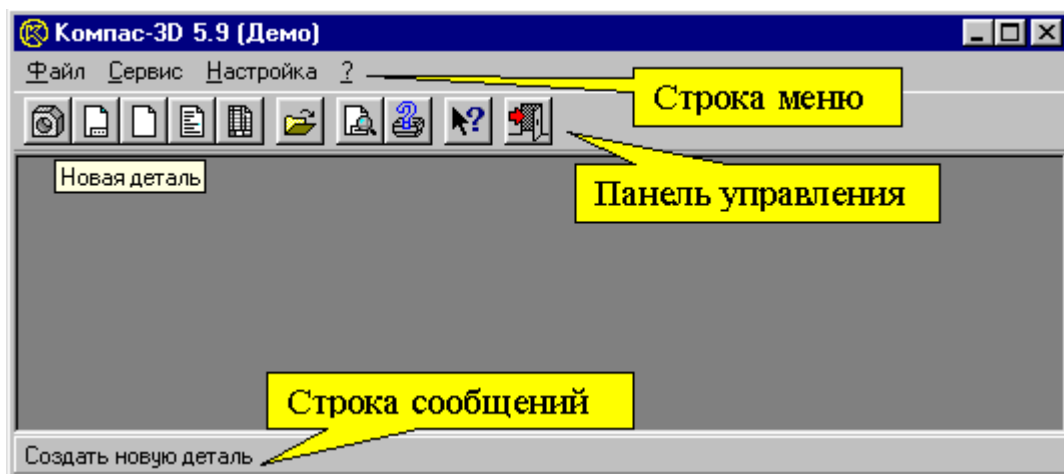 Компас-3D 5.9 (Демо)
Файл Сервис Настройка ?
Строка меню
Новая деталь
Панель управления
Строка сообщений
Создать новую деталь